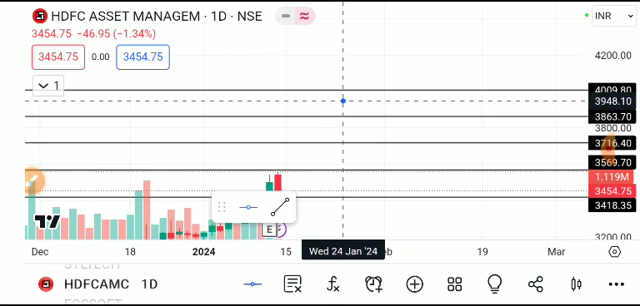 HDFC ASSET MANAGEM · 1D · NSE
INR
3454.75 −46.95 (−1.34%)
3454.75 0.00 3454.75
1
4200.00
4009.80
3948.10
3863.70
3800.00
3716.40
3569.70
1.119M
3454.75
3418.35
3200.00
E
Dec 18 2024 15 Wed 24 Jan '24 eb 19 Mar
HDFCAMC 1D